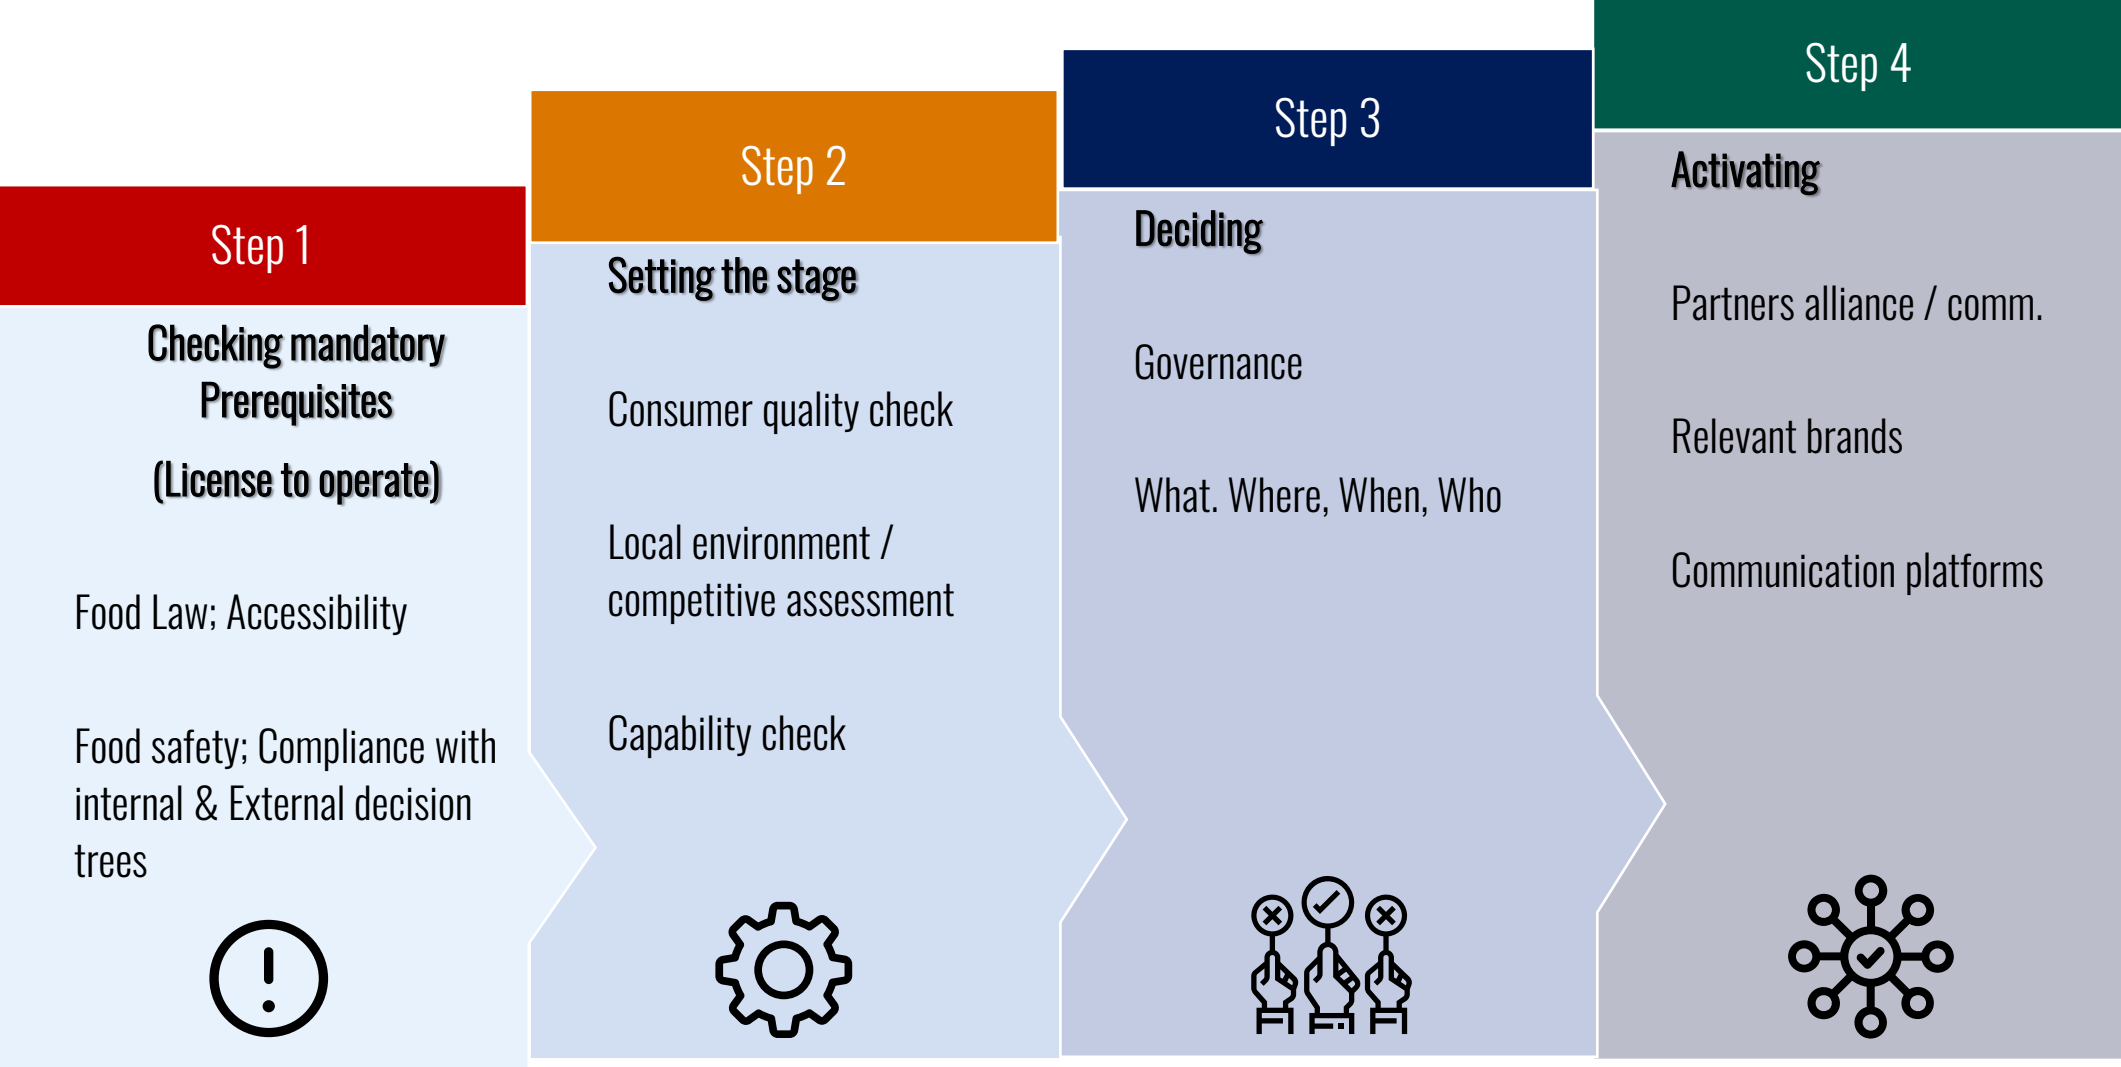 Step 1
Checking mandatory
Prerequisites
(License to operate)
Food Law; Accessibility
Food safety; Compliance with
internal & External decision
trees
Step 2
Setting the stage
Consumer quality check
Local environment /
competitive assessment
Capability check
Step 3
Deciding
Governance
What. Where, When, Who
Step 4
Activating
Partners alliance / comm.
Relevant brands
Communication platforms